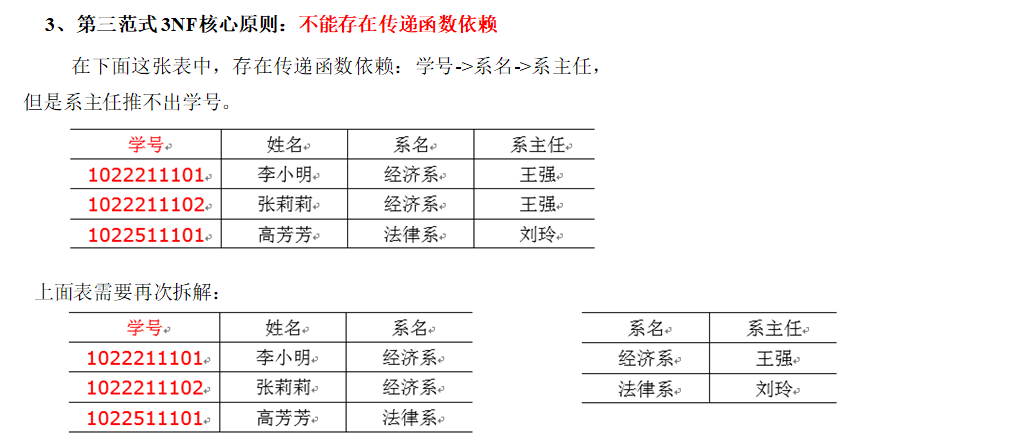 3、第三范式3NF核心原则：不能存在传递函数依赖
在下面这张表中，存在传递函数依赖：学号->系名->系主任，
但是系主任推不出学号。
学号 姓名 系名 系主任
1022211101 李小明 经济系 王强
1022211102 张莉莉 经济系 王强
1022511101 高芳芳 法律系 刘玲
上面表需要再次拆解：
学号 姓名 系名
1022211101 李小明 经济系
1022211102 张莉莉 经济系
1022511101 高芳芳 法律系
系名 系主任
经济系 王强
法律系 刘玲